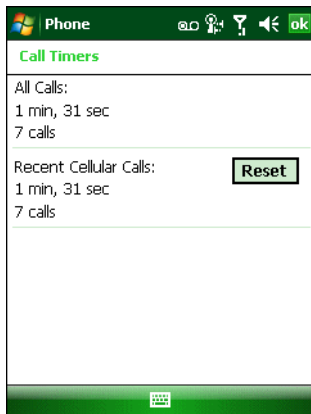 Phone
ok
Call Timers
All Calls:
1 min, 31 sec
7 calls
Recent Cellular Calls:
Reset
1 min, 31 sec
7 calls